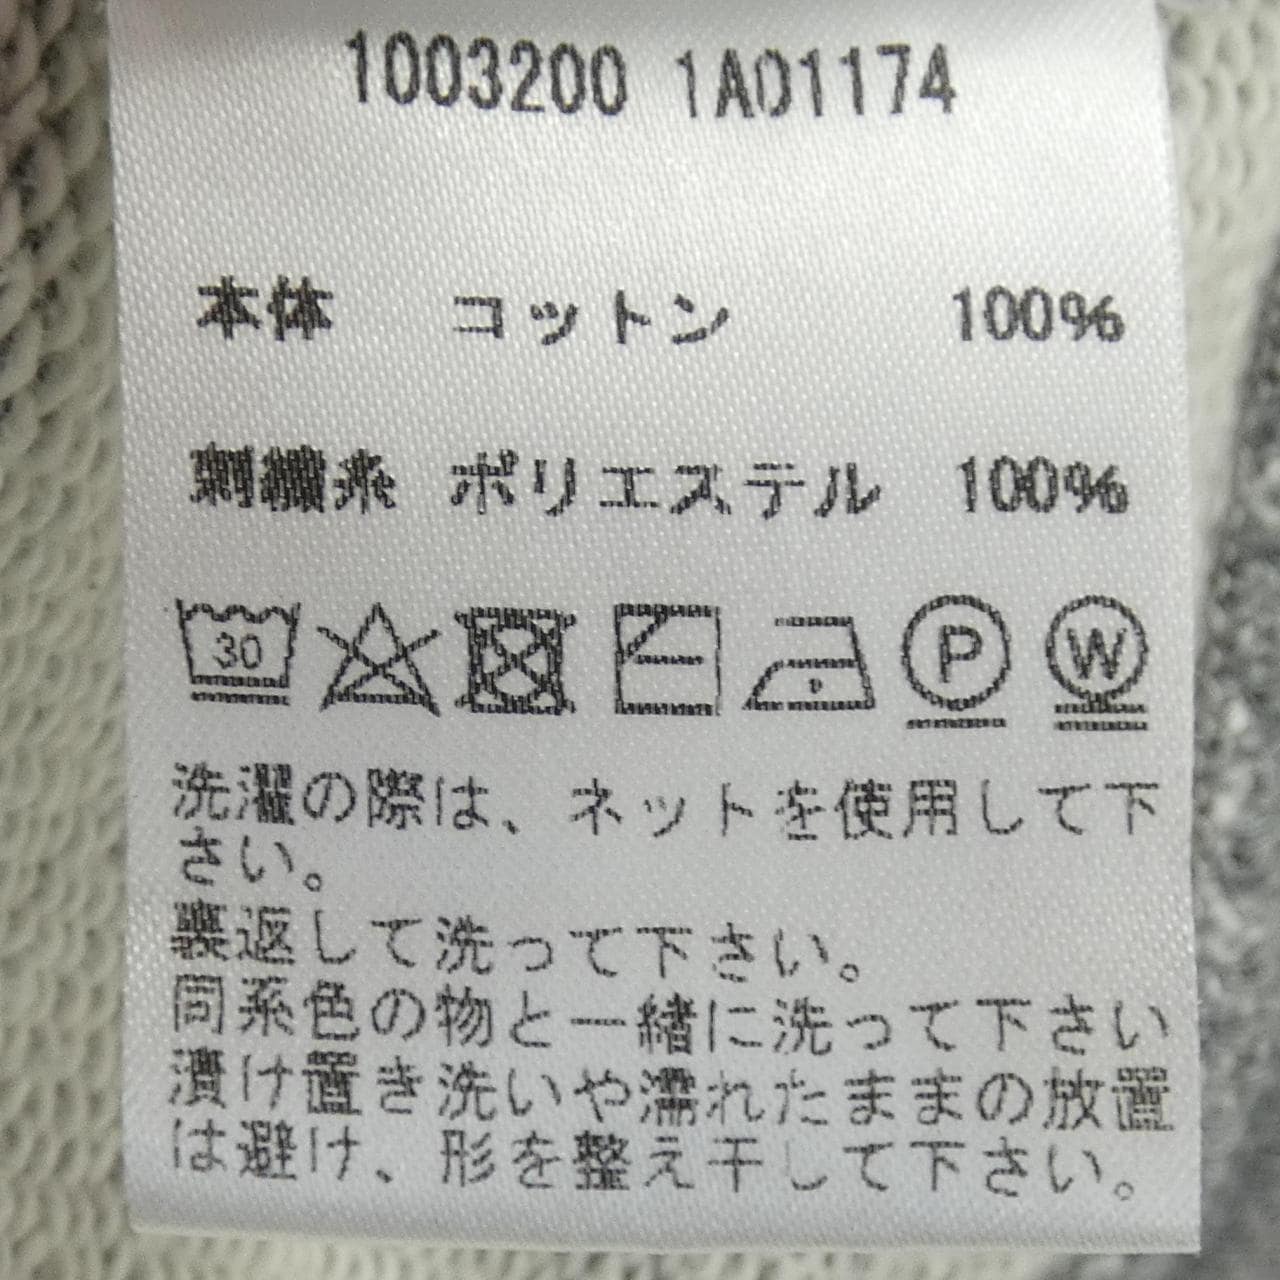 1003200 1A01174
本体 コットン 100%
刺繍糸 ポリエステル 100%
30 P W
洗濯の際は、ネットを使用して下
さい。
裏返して洗って下さい。
同系色の物と一緒に洗って下さい
漬け置き洗いや濡れたままの放置
は避け、形を整え干して下さい。